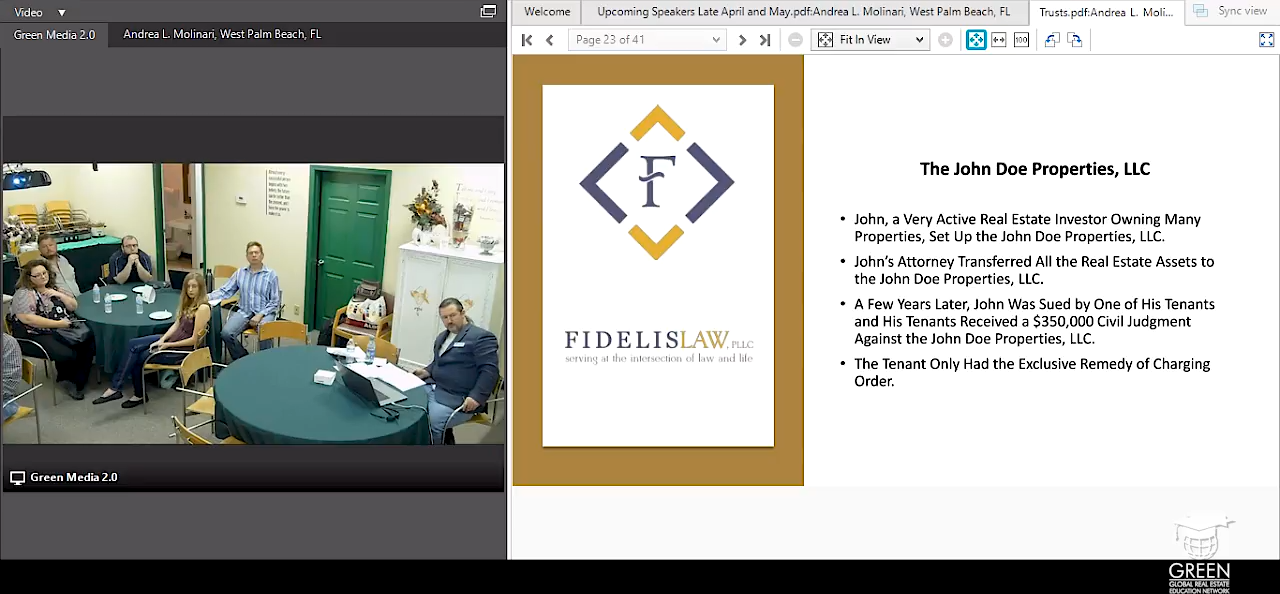 Video
Green Media 2.0
Andrea L. Molinari, West Palm Beach, FL
Green Media 2.0
Welcome
Upcoming Speakers Late April and May.pdf:Andrea L. Molinari, West Palm Beach, FL
Trusts.pdf:Andrea L. Moli...
Sync view
Page 23 of 41
Fit In View
100
F
FIDELISLAW, PLLC
serving at the intersection of law and life
The John Doe Properties, LLC
• John, a Very Active Real Estate Investor Owning Many
Properties, Set Up the John Doe Properties, LLC.
• John's Attorney Transferred All the Real Estate Assets to
the John Doe Properties, LLC.
• A Few Years Later, John Was Sued by One of His Tenants
and His Tenants Received a $350,000 Civil Judgment
Against the John Doe Properties, LLC.
• The Tenant Only Had the Exclusive Remedy of Charging
Order.
GREEN
GLOBAL REAL ESTATE
EDUCATION NETWORK